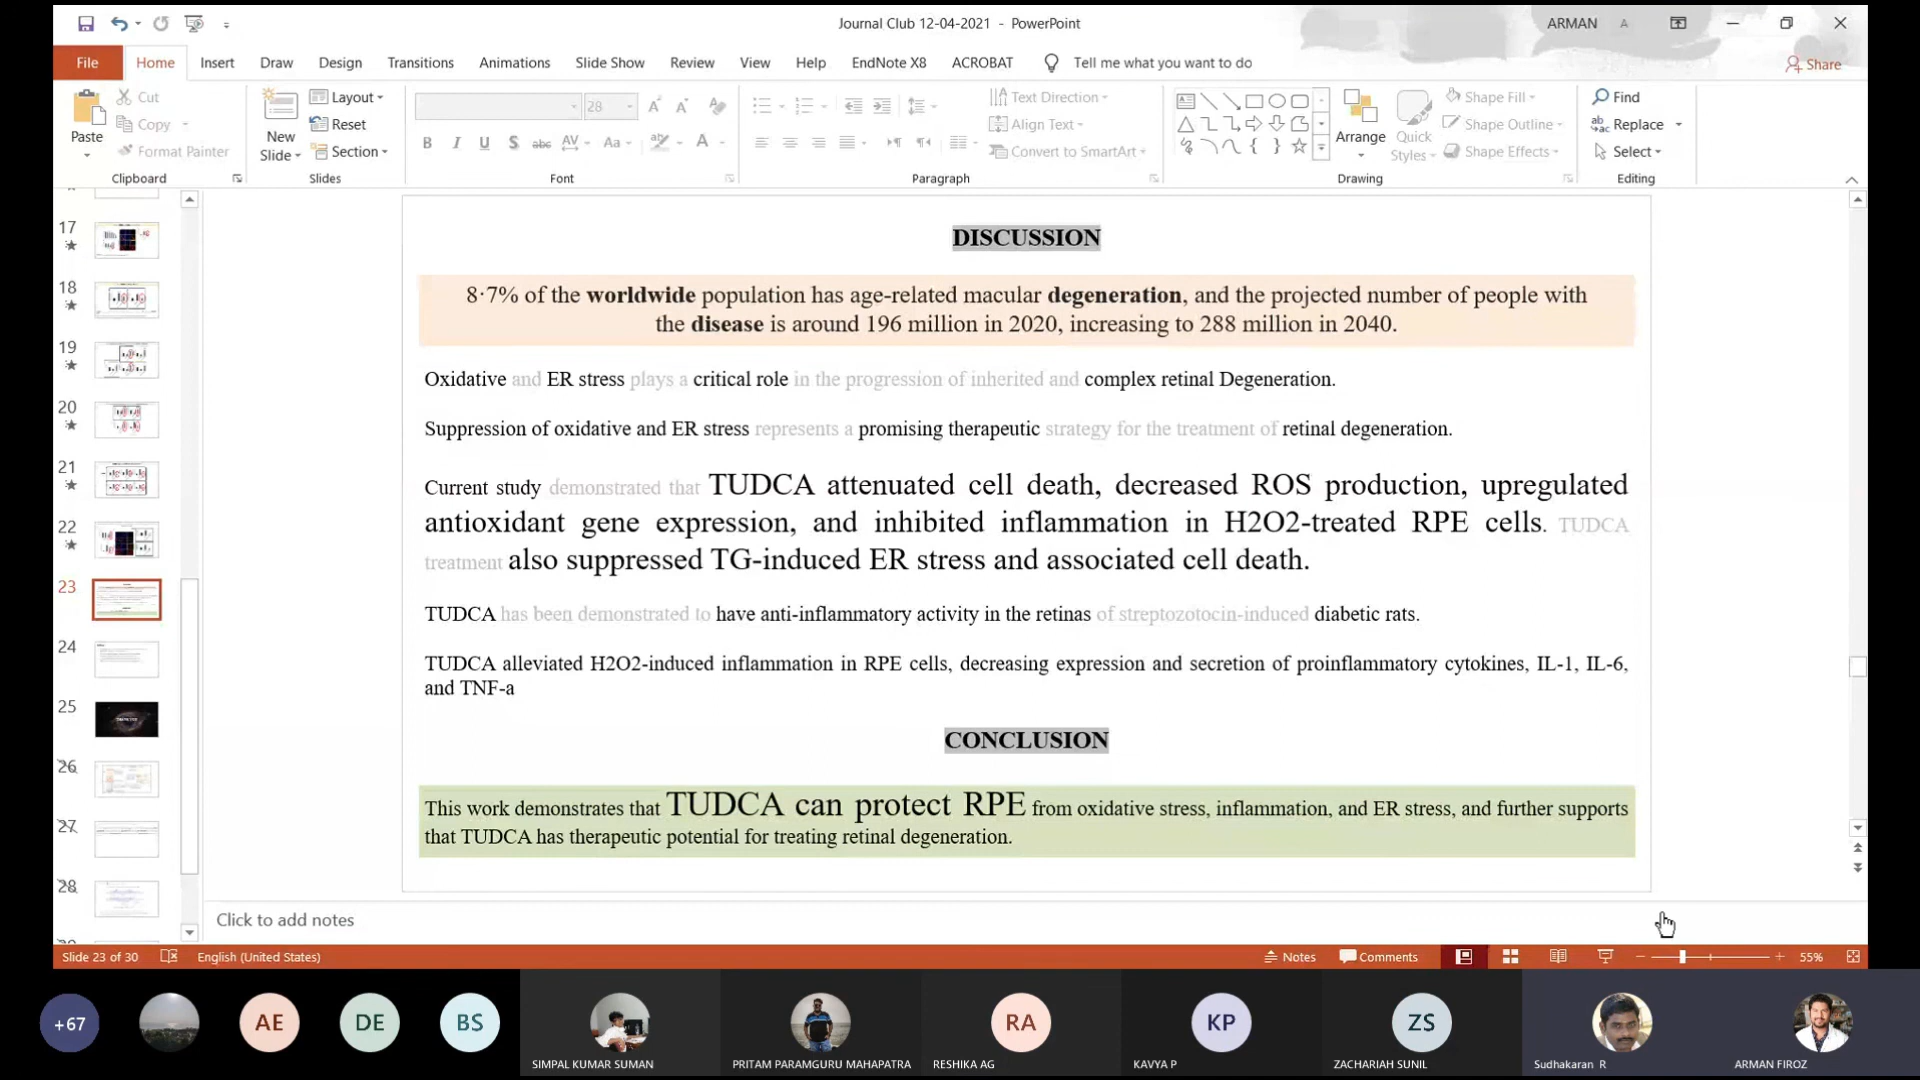 Journal Club 12-04-2021 - PowerPoint
ARMAN
A
File Home Insert Draw Design Transitions Animations Slide Show Review View Help EndNote X8 ACROBAT Tell me what you want to do
Share
Paste
Cut
Copy
Format Painter
Clipboard
New Slide
Layout
Reset
Section
Slides
28
Font
Text Direction
Align Text
Convert to SmartArt
Paragraph
Arrange
Quick Styles
Shape Fill
Shape Outline
Shape Effects
Drawing
Find
Replace
Select
Editing
17
18
19
20
21
22
23
24
25
26
27
28
DISCUSSION
8·7% of the worldwide population has age-related macular degeneration, and the projected number of people with
the disease is around 196 million in 2020, increasing to 288 million in 2040.
Oxidative and ER stress plays a critical role in the progression of inherited and complex retinal Degeneration.
Suppression of oxidative and ER stress represents a promising therapeutic strategy for the treatment of retinal degeneration.
Current study demonstrated that TUDCA attenuated cell death, decreased ROS production, upregulated
antioxidant gene expression, and inhibited inflammation in H2O2-treated RPE cells. TUDCA
treatment also suppressed TG-induced ER stress and associated cell death.
TUDCA has been demonstrated to have anti-inflammatory activity in the retinas of streptozotocin-induced diabetic rats.
TUDCA alleviated H2O2-induced inflammation in RPE cells, decreasing expression and secretion of proinflammatory cytokines, IL-1, IL-6,
and TNF-a
CONCLUSION
This work demonstrates that TUDCA can protect RPE from oxidative stress, inflammation, and ER stress, and further supports
that TUDCA has therapeutic potential for treating retinal degeneration.
Click to add notes
Slide 23 of 30
English (United States)
Notes
Comments
55%
+67
AE
DE
BS
RA
KP
ZS
SIMPAL KUMAR SUMAN
PRITAM PARAMGURU MAHAPATRA
RESHIKA AG
KAVYA P
ZACHARIAH SUNIL
Sudhakaran R
ARMAN FIROZ